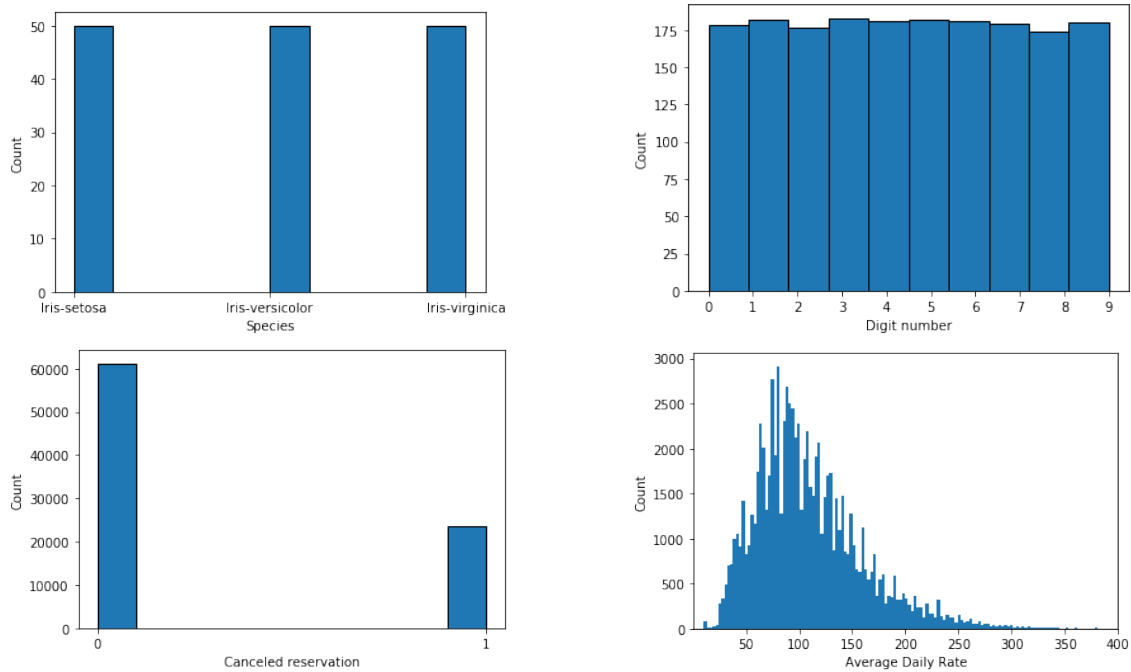 50
40
30
20
10
0
Count
Iris-setosa Iris-versicolor Iris-virginica
Species
175
150
125
100
75
50
25
0
Count
0 1 2 3 4 5 6 7 8 9
Digit number
60000
50000
40000
30000
20000
10000
0
Count
0 1
Canceled reservation
3000
2500
2000
1500
1000
500
0
Count
50 100 150 200 250 300 350 400
Average Daily Rate